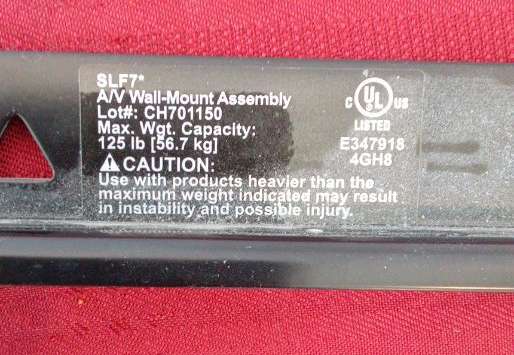 SLF7*
A/V Wall-Mount Assembly
Lot#: CH701150
Max. Wgt. Capacity:
125 lb [56.7 kg]
⚠CAUTION:
Use with products heavier than the
maximum weight indicated may result
in instability and possible injury.
C UL US
LISTED
E347918
4GH8